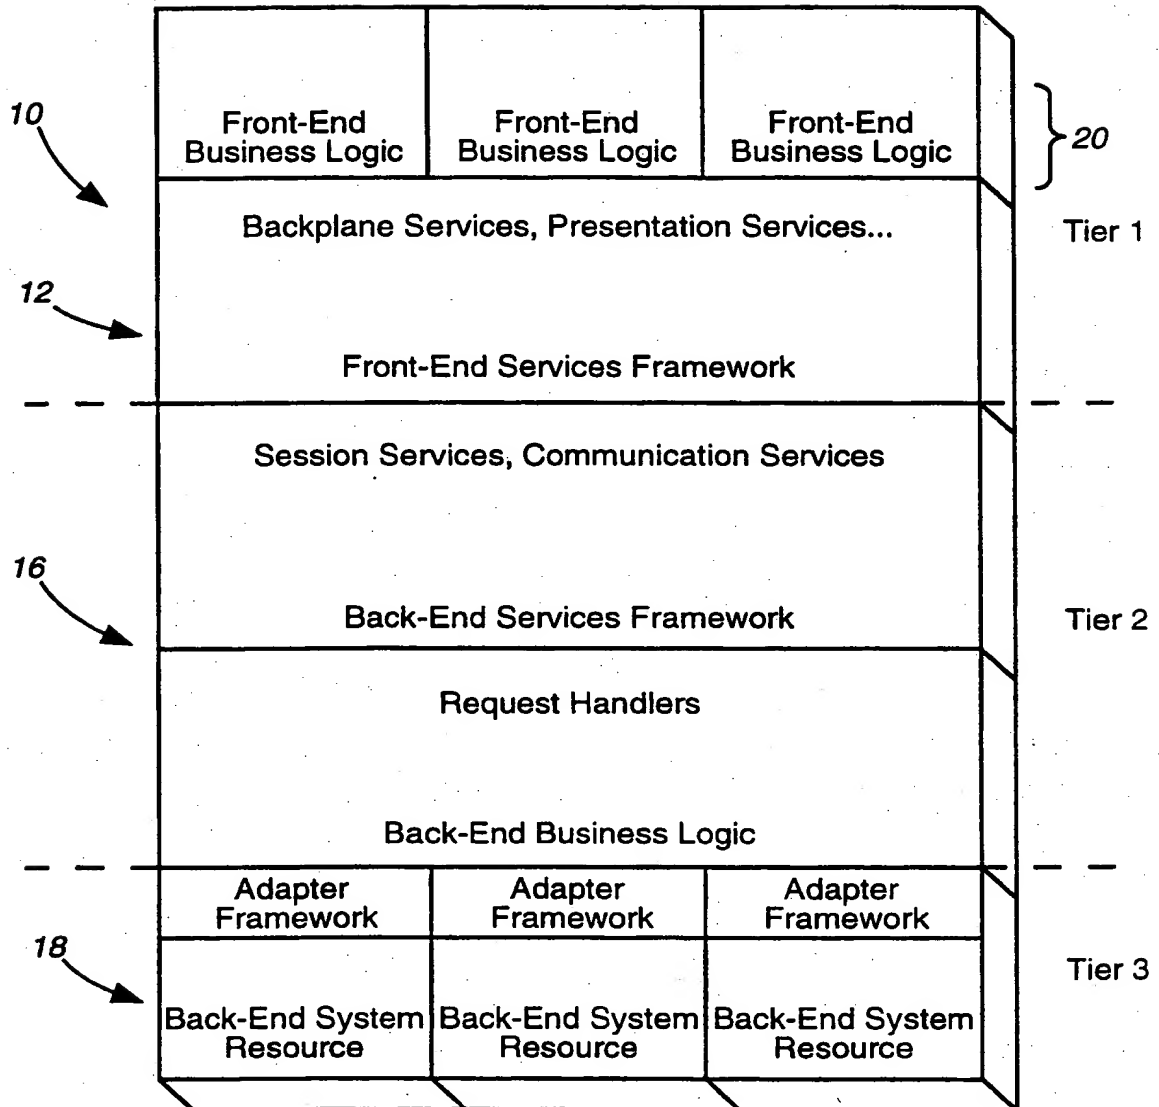 10
Front-End
Business Logic
Front-End
Business Logic
Front-End
Business Logic
20
Backplane Services, Presentation Services...
Tier 1
12
Front-End Services Framework
Session Services, Communication Services
16
Back-End Services Framework
Tier 2
Request Handlers
Back-End Business Logic
Adapter
Framework
Adapter
Framework
Adapter
Framework
18
Tier 3
Back-End System
Resource
Back-End System
Resource
Back-End System
Resource